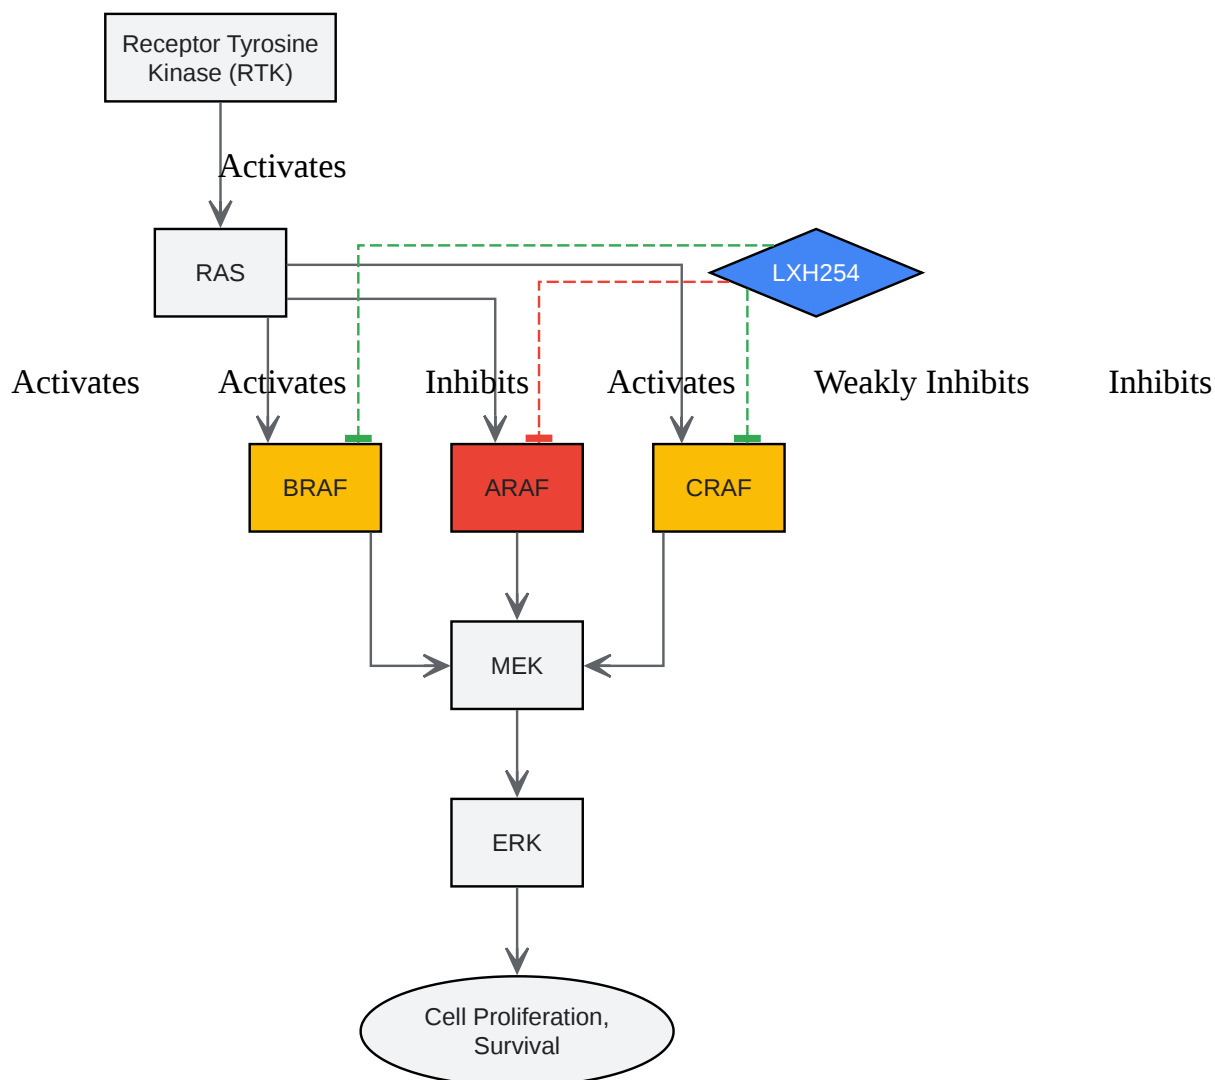 Receptor Tyrosine
Kinase (RTK)
Activates
RAS
LXH254
Activates
Activates
Inhibits
Activates
Weakly Inhibits
Inhibits
BRAF
ARAF
CRAF
MEK
ERK
Cell Proliferation,
Survival